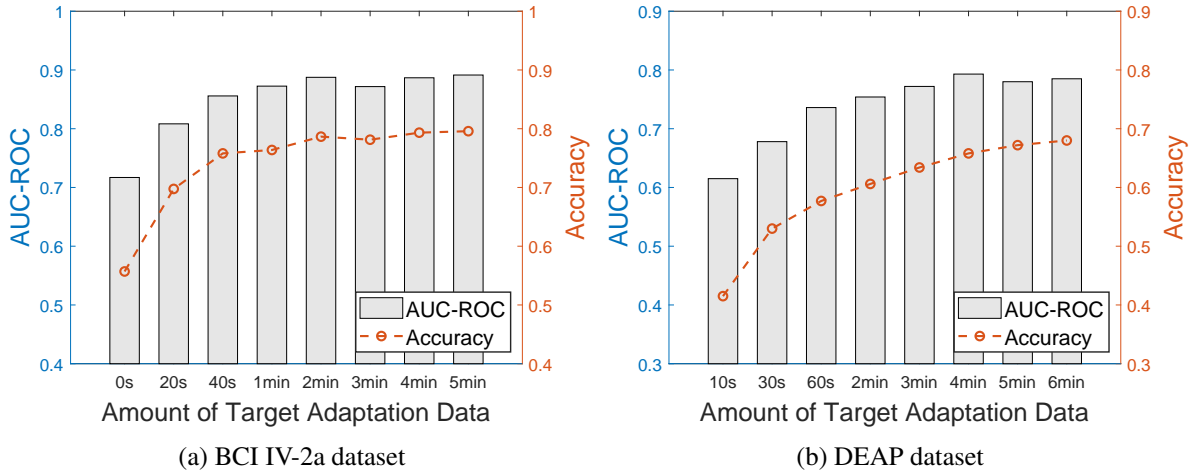 1
0.9
0.8
0.7
0.6
0.5
0.4
AUC-ROC
1
0.9
0.8
0.7
0.6
0.5
0.4
Accuracy
AUC-ROC
Accuracy
0s 20s 40s 1min 2min 3min 4min 5min
Amount of Target Adaptation Data
(a) BCI IV-2a dataset
0.9
0.8
0.7
0.6
0.5
0.4
0.3
AUC-ROC
0.9
0.8
0.7
0.6
0.5
0.4
0.3
Accuracy
AUC-ROC
Accuracy
10s 30s 60s 2min 3min 4min 5min 6min
Amount of Target Adaptation Data
(b) DEAP dataset